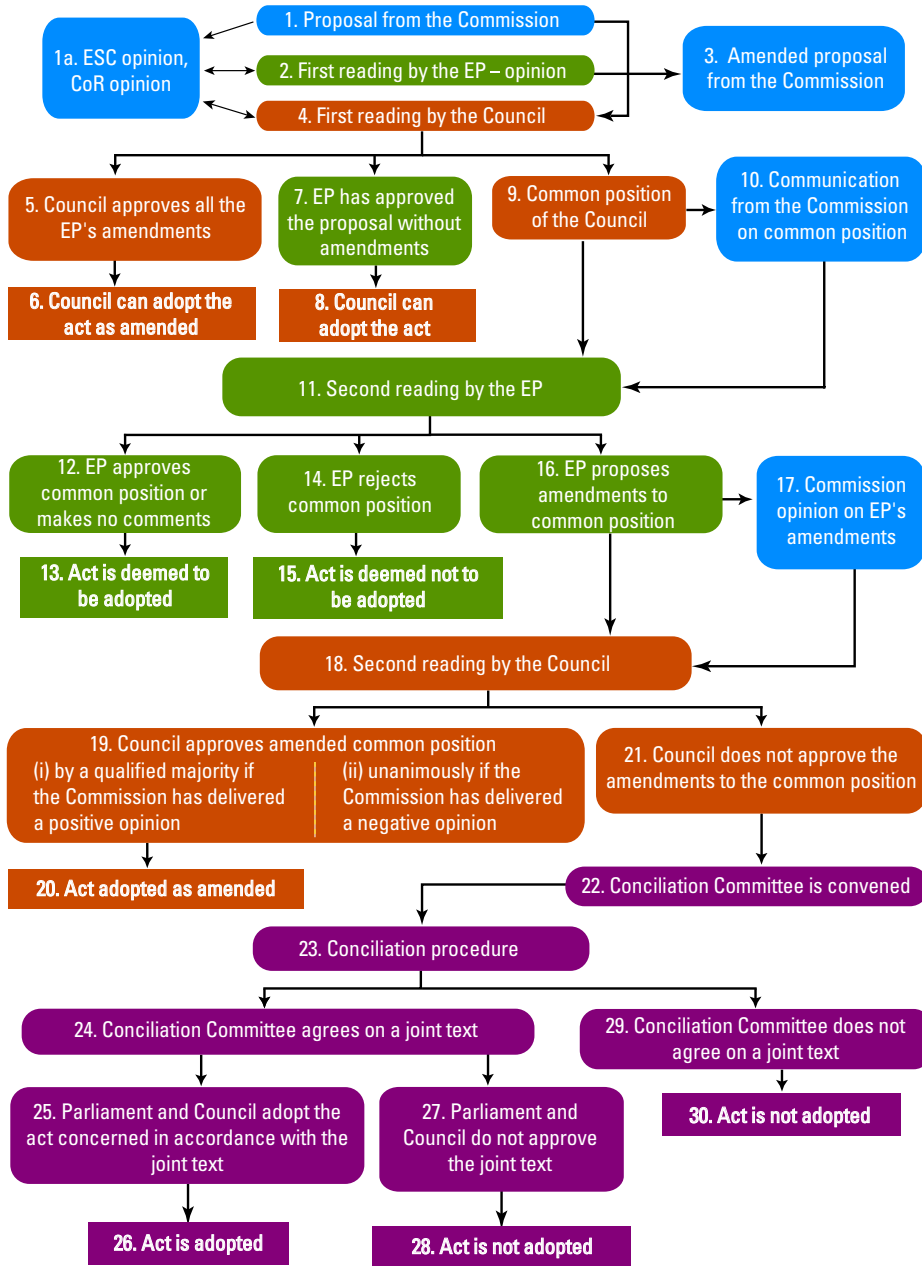 1. Proposal from the Commission
1a. ESC opinion,
CoR opinion
2. First reading by the EP – opinion
3. Amended proposal
from the Commission
4. First reading by the Council
5. Council approves all the
EP's amendments
7. EP has approved
the proposal without
amendments
9. Common position
of the Council
10. Communication
from the Commission
on common position
6. Council can adopt the
act as amended
8. Council can
adopt the act
11. Second reading by the EP
12. EP approves
common position or
makes no comments
14. EP rejects
common position
16. EP proposes
amendments to
common position
17. Commission
opinion on EP's
amendments
13. Act is deemed to
be adopted
15. Act is deemed not to
be adopted
18. Second reading by the Council
19. Council approves amended common position
(i) by a qualified majority if
the Commission has delivered
a positive opinion
(ii) unanimously if the
Commission has delivered
a negative opinion
21. Council does not approve the
amendments to the common position
20. Act adopted as amended
22. Conciliation Committee is convened
23. Conciliation procedure
24. Conciliation Committee agrees on a joint text
29. Conciliation Committee does not
agree on a joint text
25. Parliament and Council adopt the
act concerned in accordance with the
joint text
27. Parliament and
Council do not approve
the joint text
30. Act is not adopted
26. Act is adopted
28. Act is not adopted